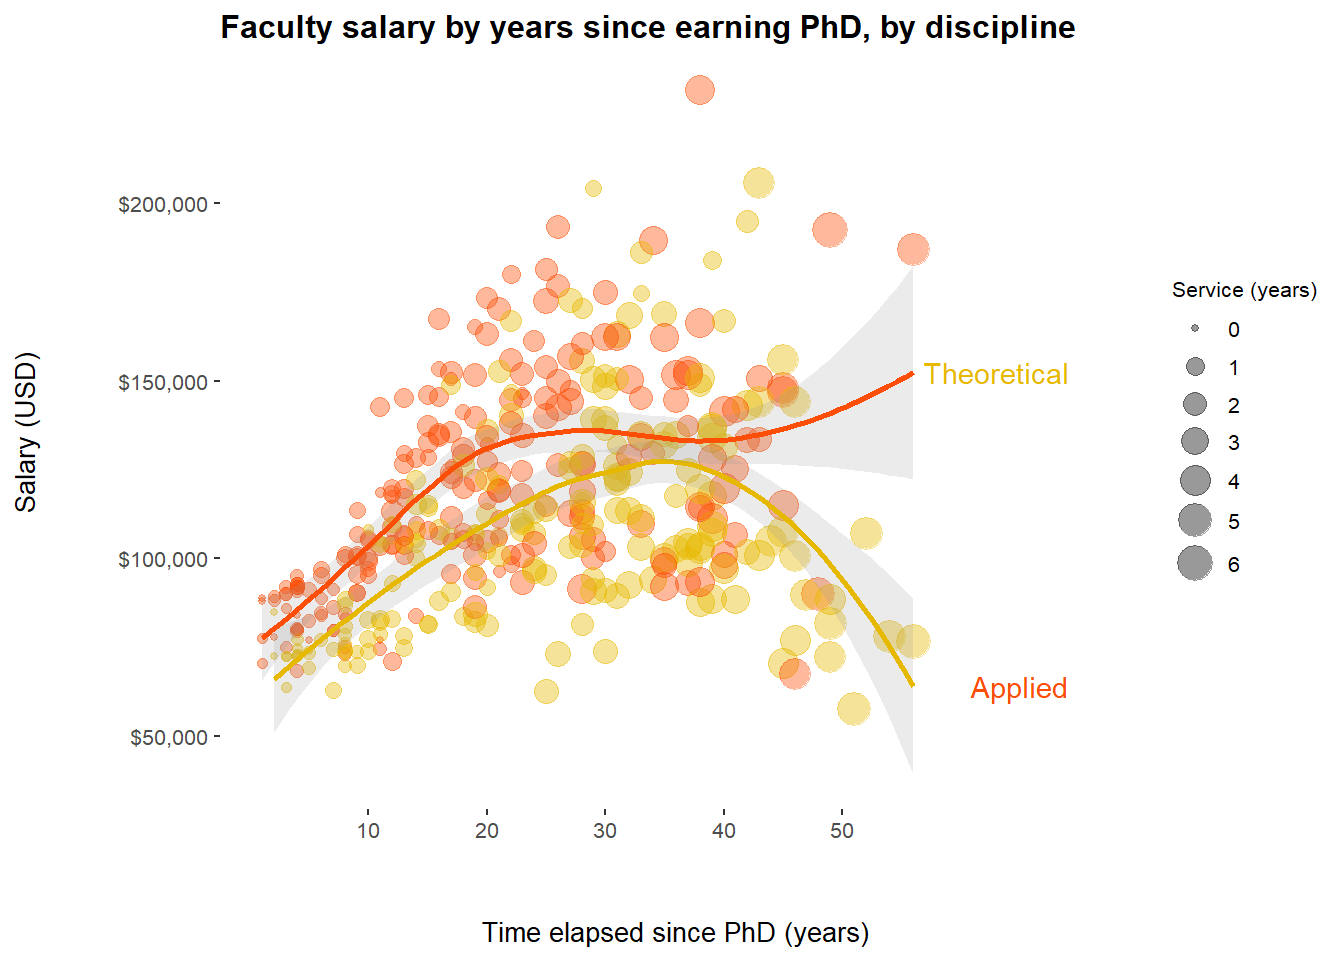 Faculty salary by years since earning PhD, by discipline
Salary (USD)
$200,000
$150,000
$100,000
$50,000
10
20
30
40
50
Time elapsed since PhD (years)
Theoretical
Applied
Service (years)
0
1
2
3
4
5
6